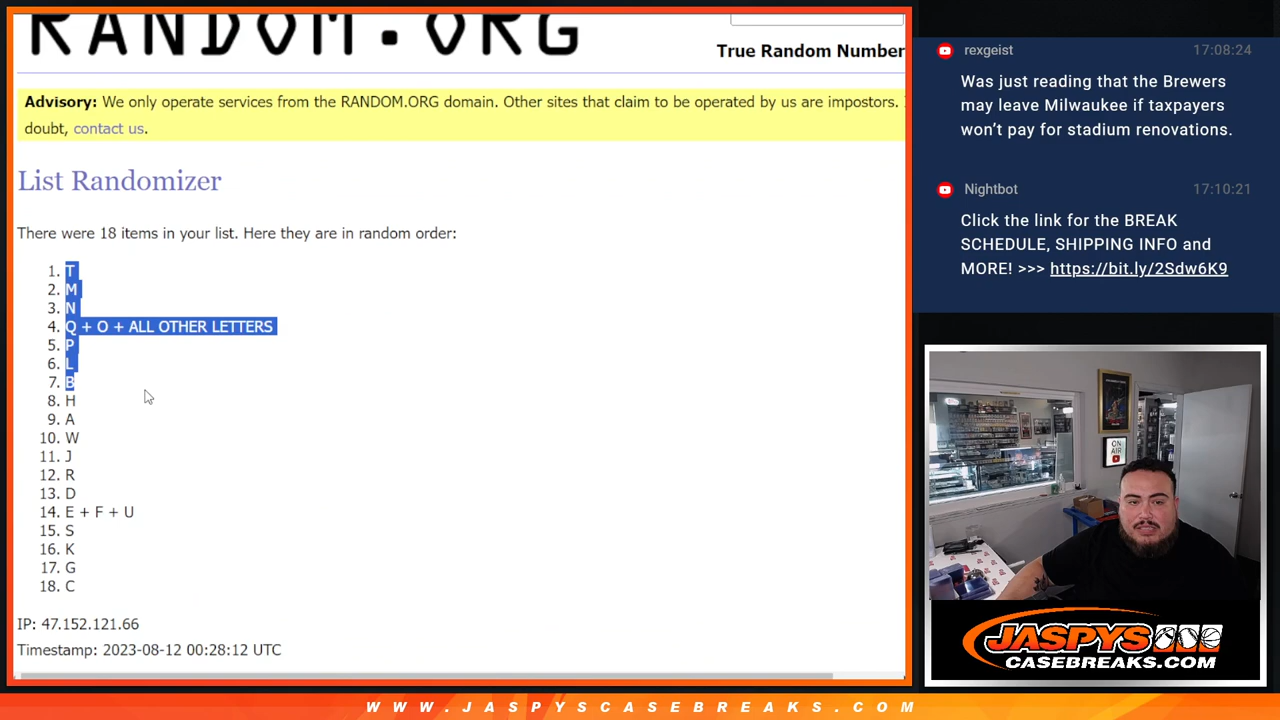 RANDOM.ORG
True Random Number
Advisory: We only operate services from the RANDOM.ORG domain. Other sites that claim to be operated by us are impostors.
doubt, contact us.
List Randomizer
There were 18 items in your list. Here they are in random order:
1. T
2. M
3. N
4. Q + O + ALL OTHER LETTERS
5. P
6. L
7. B
8. H
9. A
10. W
11. J
12. R
13. D
14. E + F + U
15. S
16. K
17. G
18. C
IP: 47.152.121.66
Timestamp: 2023-08-12 00:28:12 UTC
rexgeist 17:08:24
Was just reading that the Brewers
may leave Milwaukee if taxpayers
won't pay for stadium renovations.
Nightbot 17:10:21
Click the link for the BREAK
SCHEDULE, SHIPPING INFO and
MORE! >>> https://bit.ly/2Sdw6K9
ON
AIR
JASPYS
CASEBREAKS.COM
WWW.JASPYSCASEBREAKS.COM